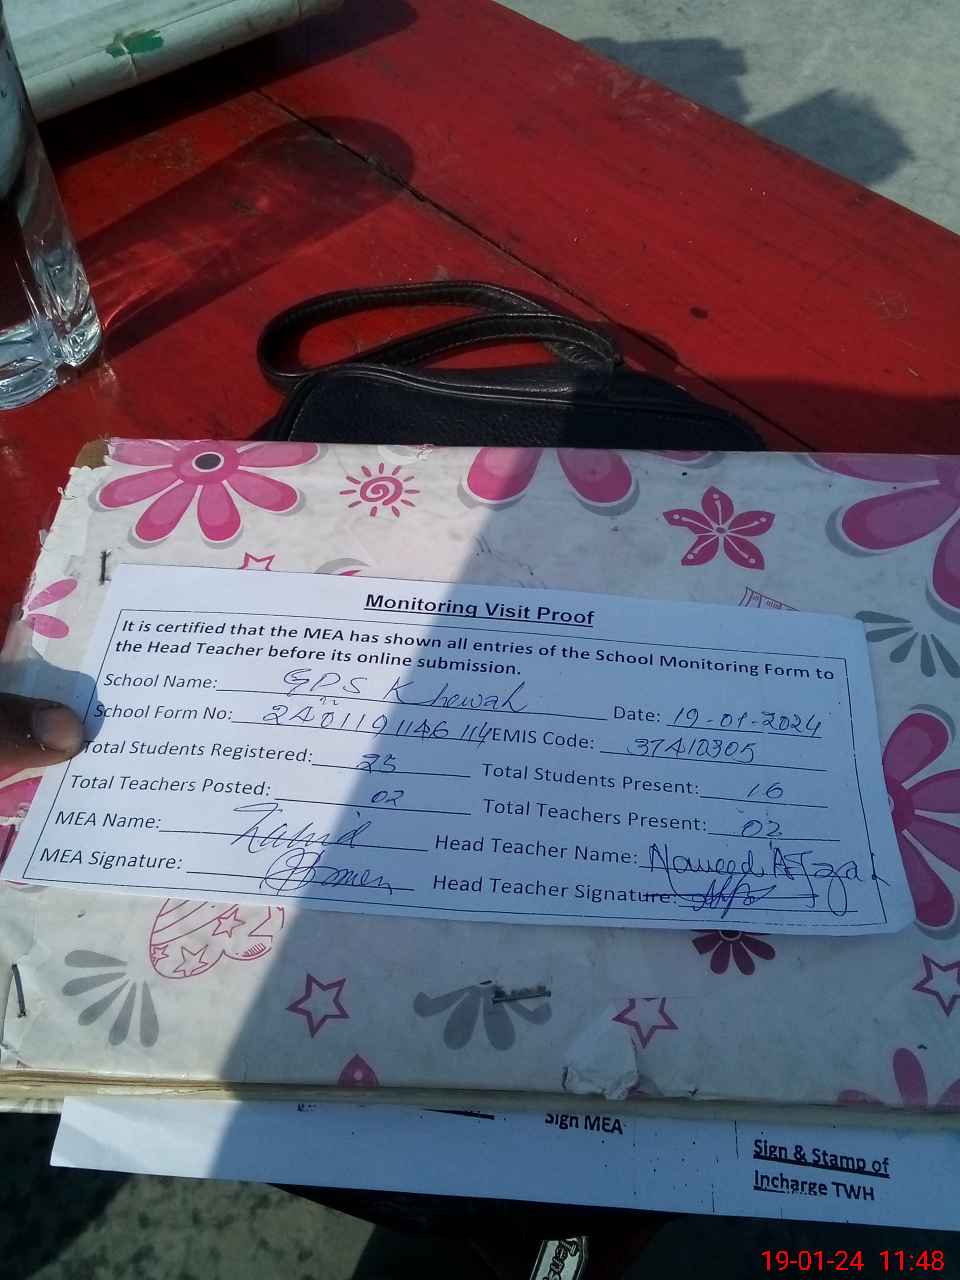 Monitoring Visit Proof
It is certified that the MEA has shown all entries of the School Monitoring Form to
the Head Teacher before its online submission.
School Name: GPS Khewah Date: 19-01-2024
School Form No: EMIS Code: 37410305
Total Students Registered: 25 Total Students Present: 16
Total Teachers Posted: 02 Total Teachers Present: 02
MEA Name: Zahid Head Teacher Name: Naweed
MEA Signature: Head Teacher Signature:
Sign MEA
Sign & Stamp of
Incharge TWH
19-01-24 11:48